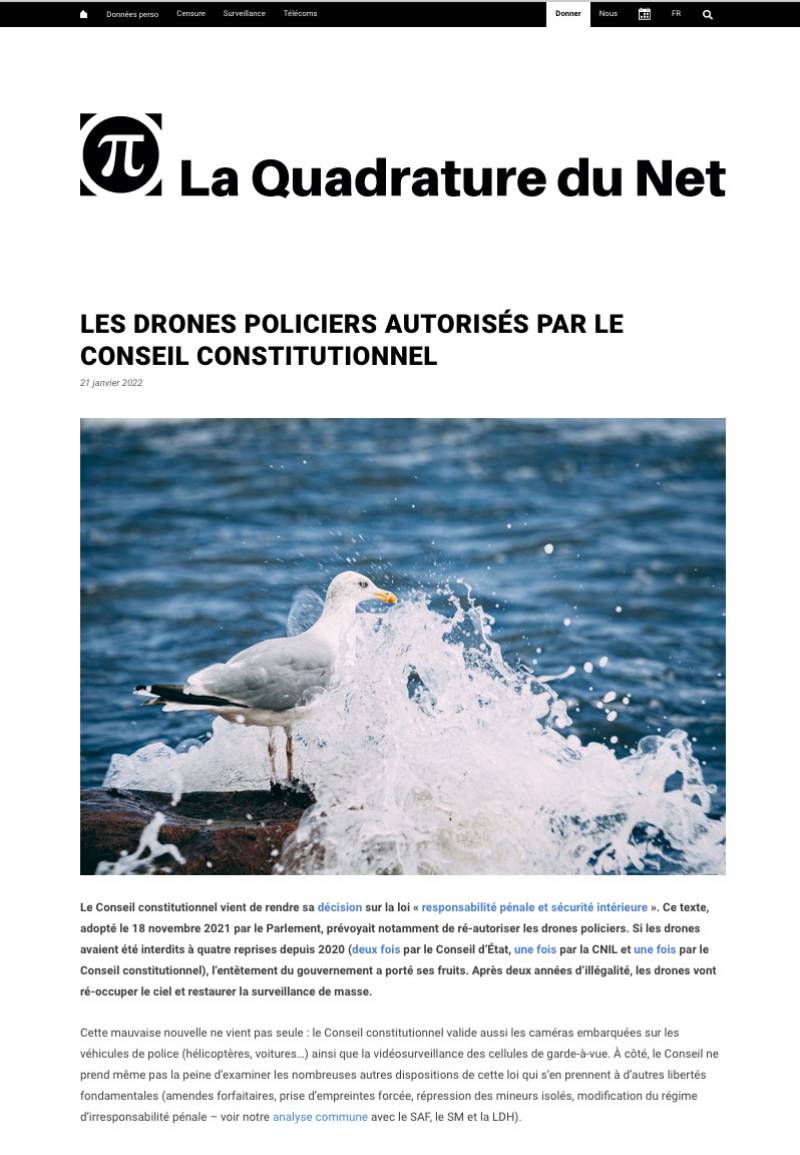 Données perso Censure Surveillance Télécoms Donner Nous FR
π La Quadrature du Net
LES DRONES POLICIERS AUTORISÉS PAR LE
CONSEIL CONSTITUTIONNEL
21 janvier 2022
Le Conseil constitutionnel vient de rendre sa décision sur la loi « responsabilité pénale et sécurité intérieure ». Ce texte,
adopté le 18 novembre 2021 par le Parlement, prévoyait notamment de ré-autoriser les drones policiers. Si les drones
avaient été interdits à quatre reprises depuis 2020 (deux fois par le Conseil d’État, une fois par la CNIL et une fois par le
Conseil constitutionnel), l’entêtement du gouvernement a porté ses fruits. Après deux années d’illégalité, les drones vont
ré-occuper le ciel et restaurer la surveillance de masse.
Cette mauvaise nouvelle ne vient pas seule : le Conseil constitutionnel valide aussi les caméras embarquées sur les
véhicules de police (hélicoptères, voitures…) ainsi que la vidéosurveillance des cellules de garde-à-vue. À côté, le Conseil ne
prend même pas la peine d’examiner les nombreuses autres dispositions de cette loi qui s’en prennent à d’autres libertés
fondamentales (amendes forfaitaires, prise d’empreintes forcée, répression des mineurs isolés, modification du régime
d’irresponsabilité pénale – voir notre analyse commune avec le SAF, le SM et la LDH).